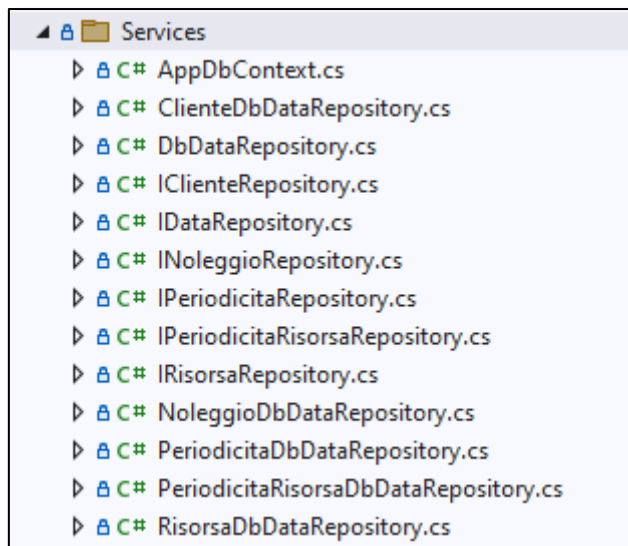 Services
C# AppDbContext.cs
C# ClienteDbDataRepository.cs
C# DbDataRepository.cs
C# IClienteRepository.cs
C# IDataRepository.cs
C# INoleggioRepository.cs
C# IPeriodicitaRepository.cs
C# IPeriodicitaRisorsaRepository.cs
C# IRisorsaRepository.cs
C# NoleggioDbDataRepository.cs
C# PeriodicitaDbDataRepository.cs
C# PeriodicitaRisorsaDbDataRepository.cs
C# RisorsaDbDataRepository.cs